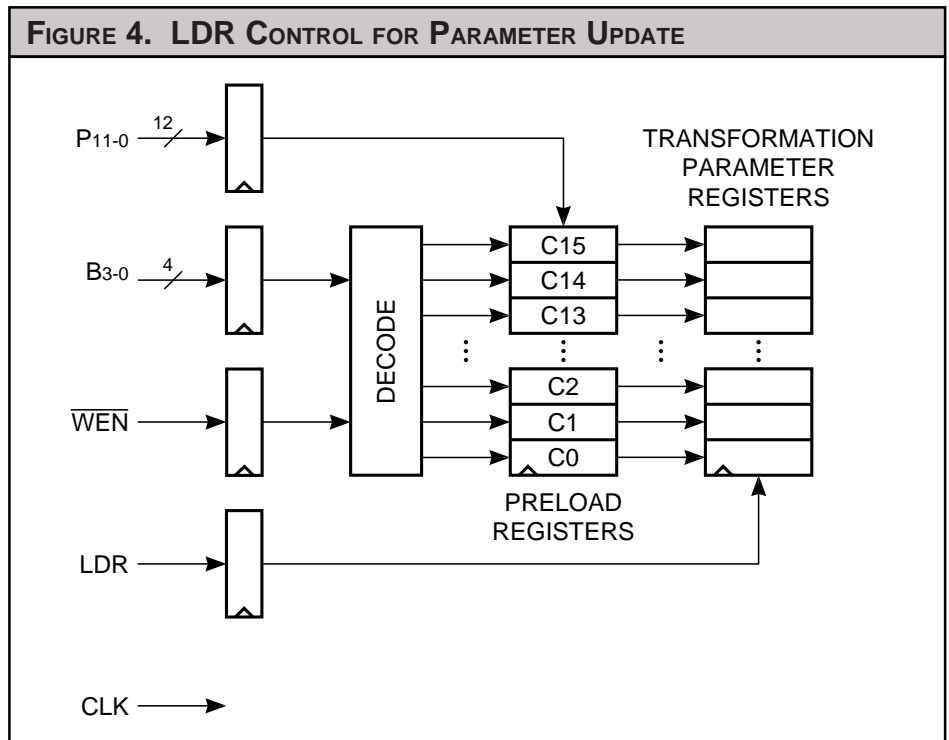 FIGURE 4. LDR CONTROL FOR PARAMETER UPDATE
P11-0
12
TRANSFORMATION
PARAMETER
REGISTERS
B3-0
4
DECODE
C15
C14
C13
C2
C1
C0
WEN
PRELOAD
REGISTERS
LDR
CLK